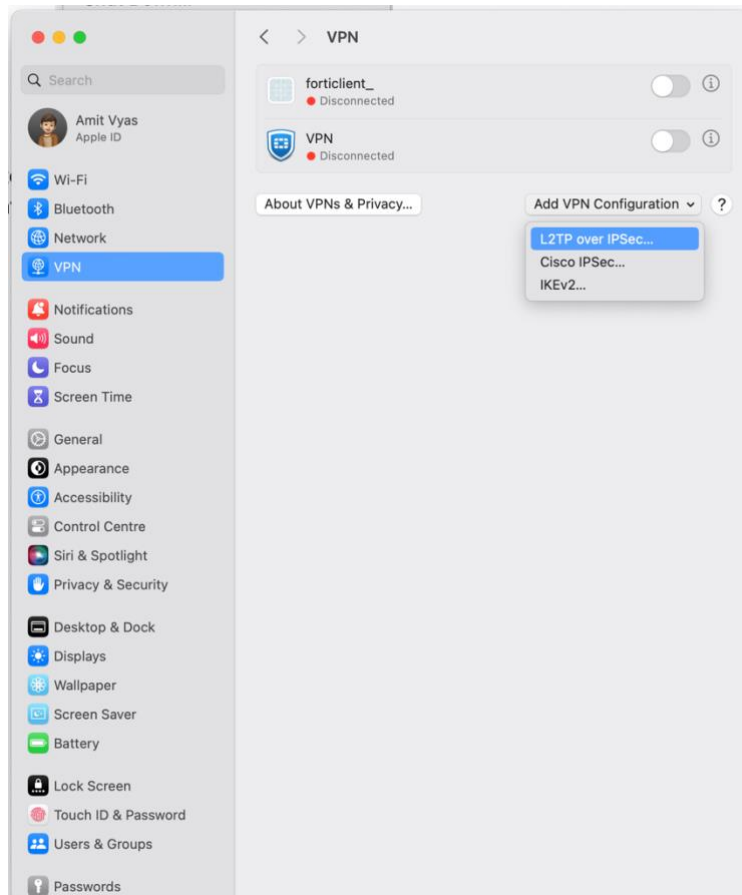 VPN
Search
Amit Vyas
Apple ID
Wi-Fi
Bluetooth
Network
VPN
Notifications
Sound
Focus
Screen Time
General
Appearance
Accessibility
Control Centre
Siri & Spotlight
Privacy & Security
Desktop & Dock
Displays
Wallpaper
Screen Saver
Battery
Lock Screen
Touch ID & Password
Users & Groups
Passwords
forticlient_
Disconnected
VPN
Disconnected
About VPNs & Privacy...
Add VPN Configuration
?
L2TP over IPSec...
Cisco IPSec...
IKEv2...